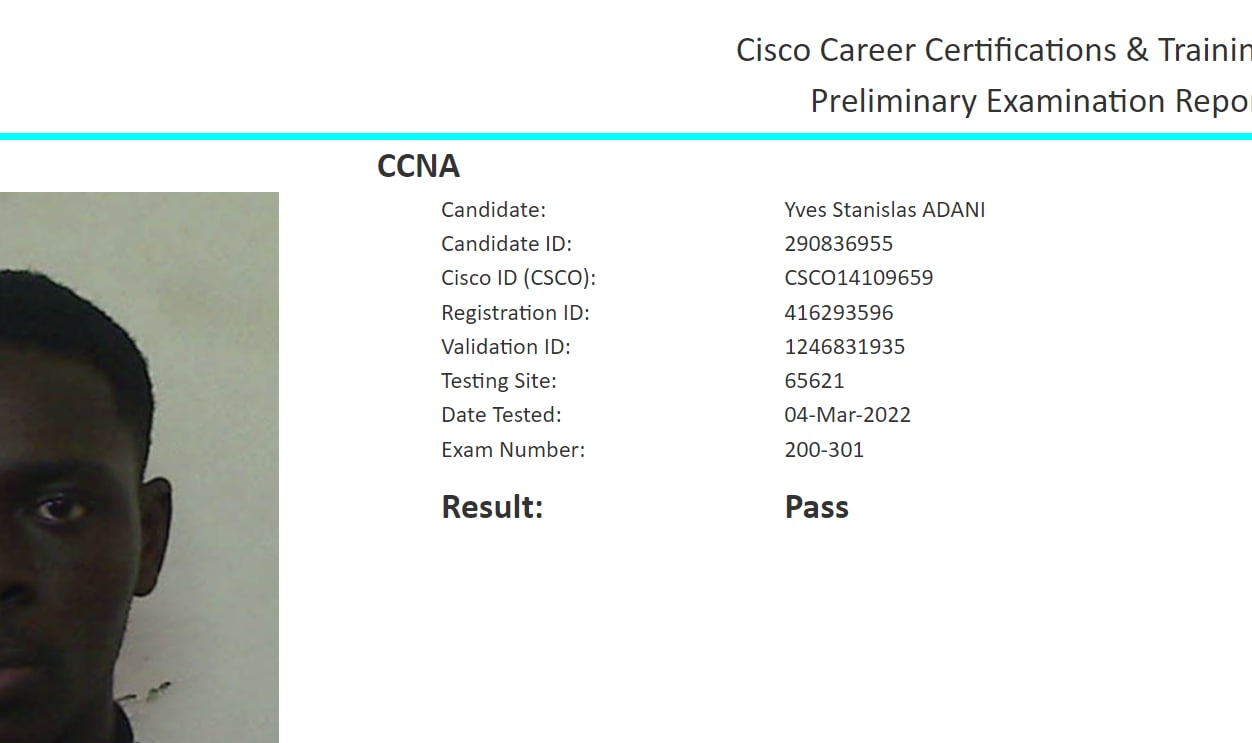 Cisco Career Certifications & Trainin
Preliminary Examination Repo
CCNA
Candidate: Yves Stanislas ADANI
Candidate ID: 290836955
Cisco ID (CSCO): CSCO14109659
Registration ID: 416293596
Validation ID: 1246831935
Testing Site: 65621
Date Tested: 04-Mar-2022
Exam Number: 200-301
Result: Pass